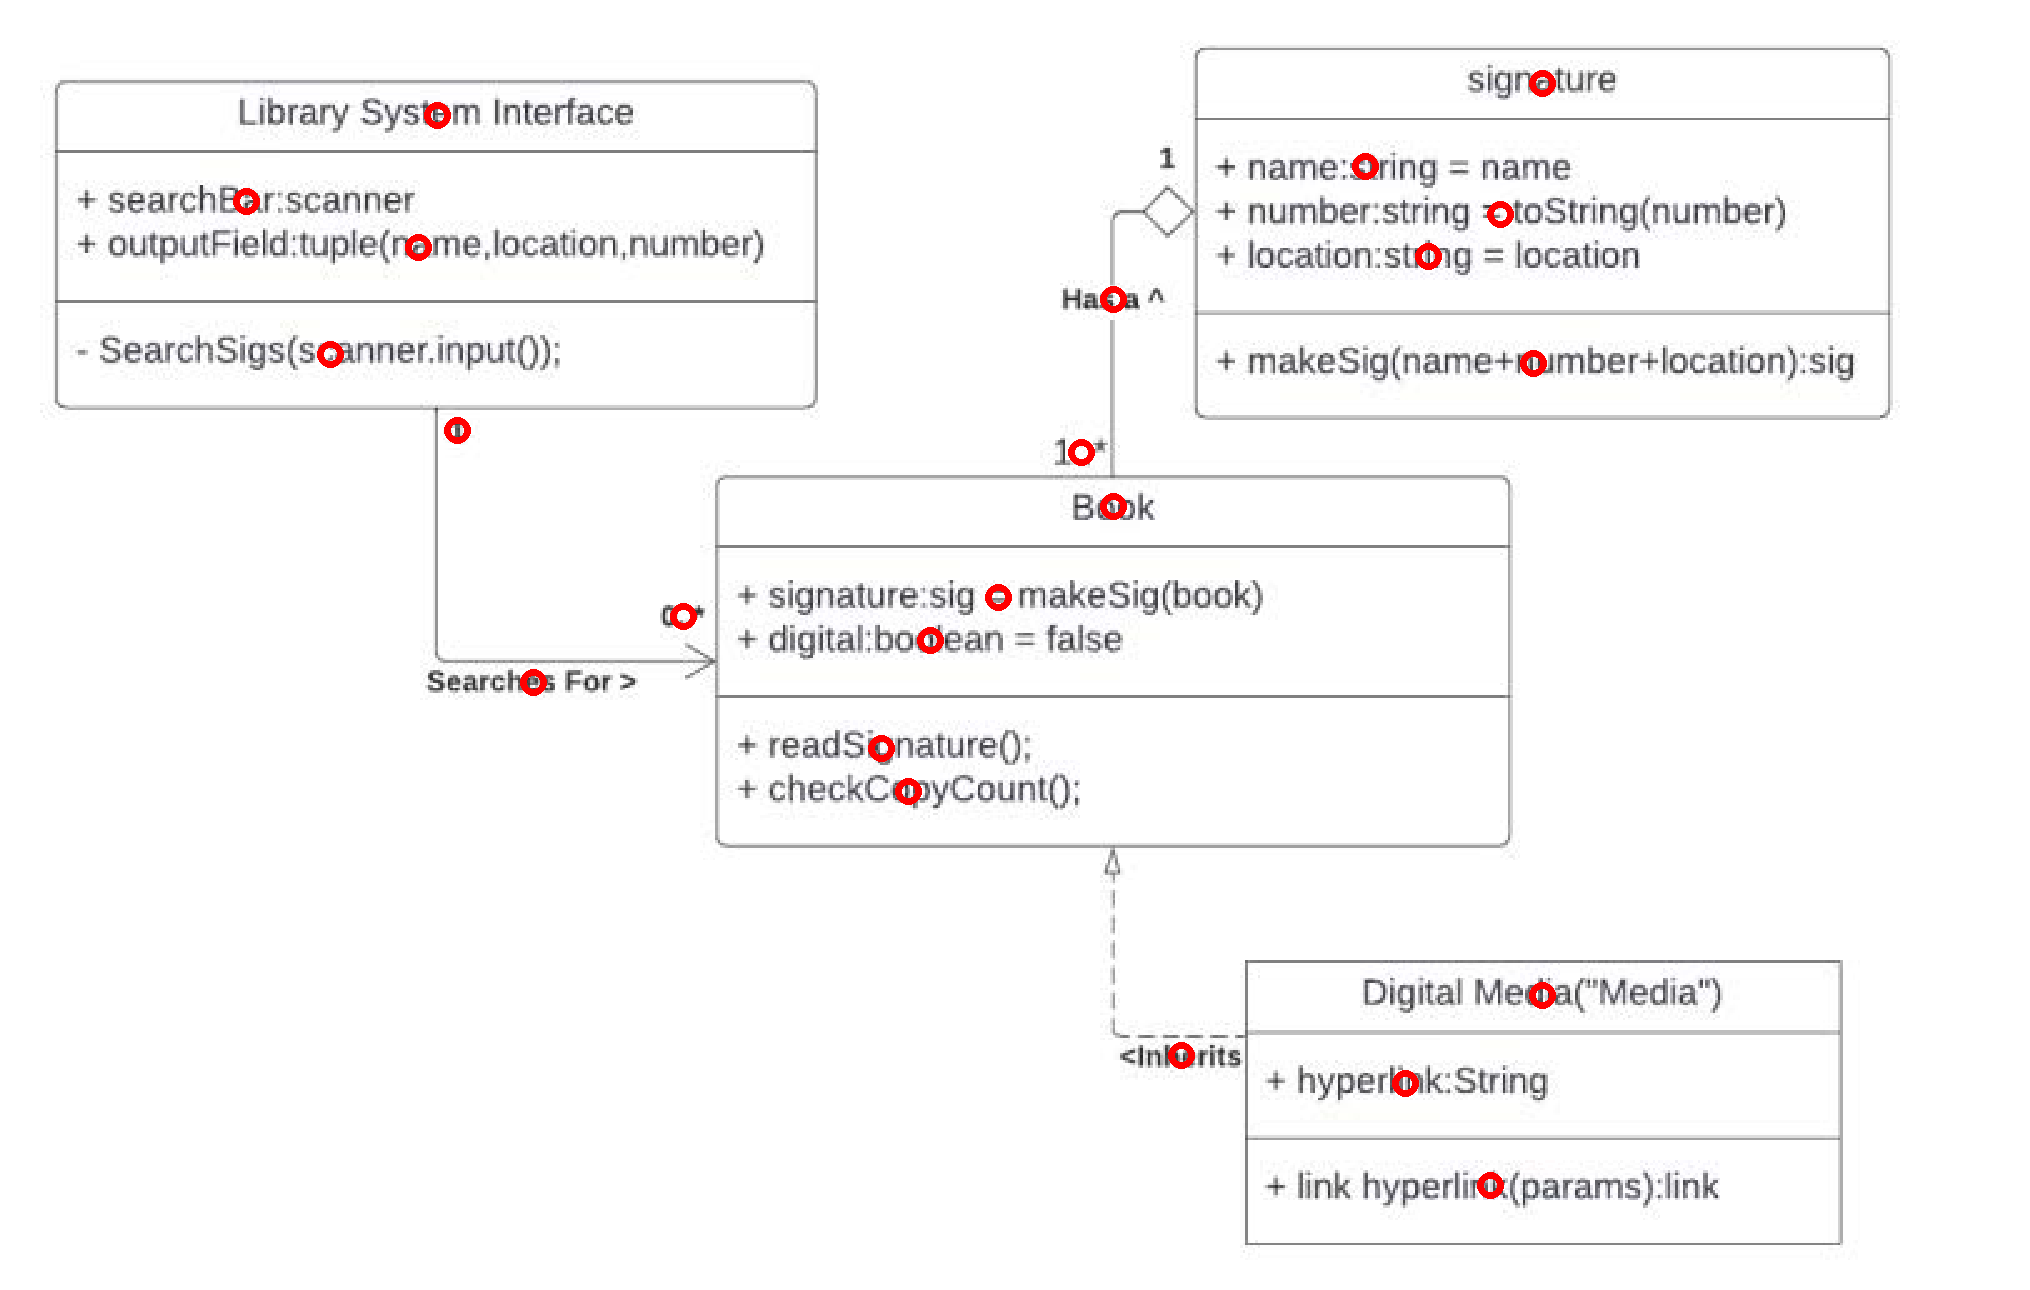 Library System Interface
+ searchBar:scanner
+ outputField:tuple(name,location,number)
- SearchSigs(scanner.input());
signature
+ name:string = name
+ number:string = toString(number)
+ location:string = location
+ makeSig(name+number+location):sig
1
Has a ^
1..*
Searches For >
Book
+ signature:sig = makeSig(book)
+ digital:boolean = false
+ readSignature();
+ checkCopyCount();
<Inherits
Digital Media("Media")
+ hyperlink:String
+ link hyperlink(params):link